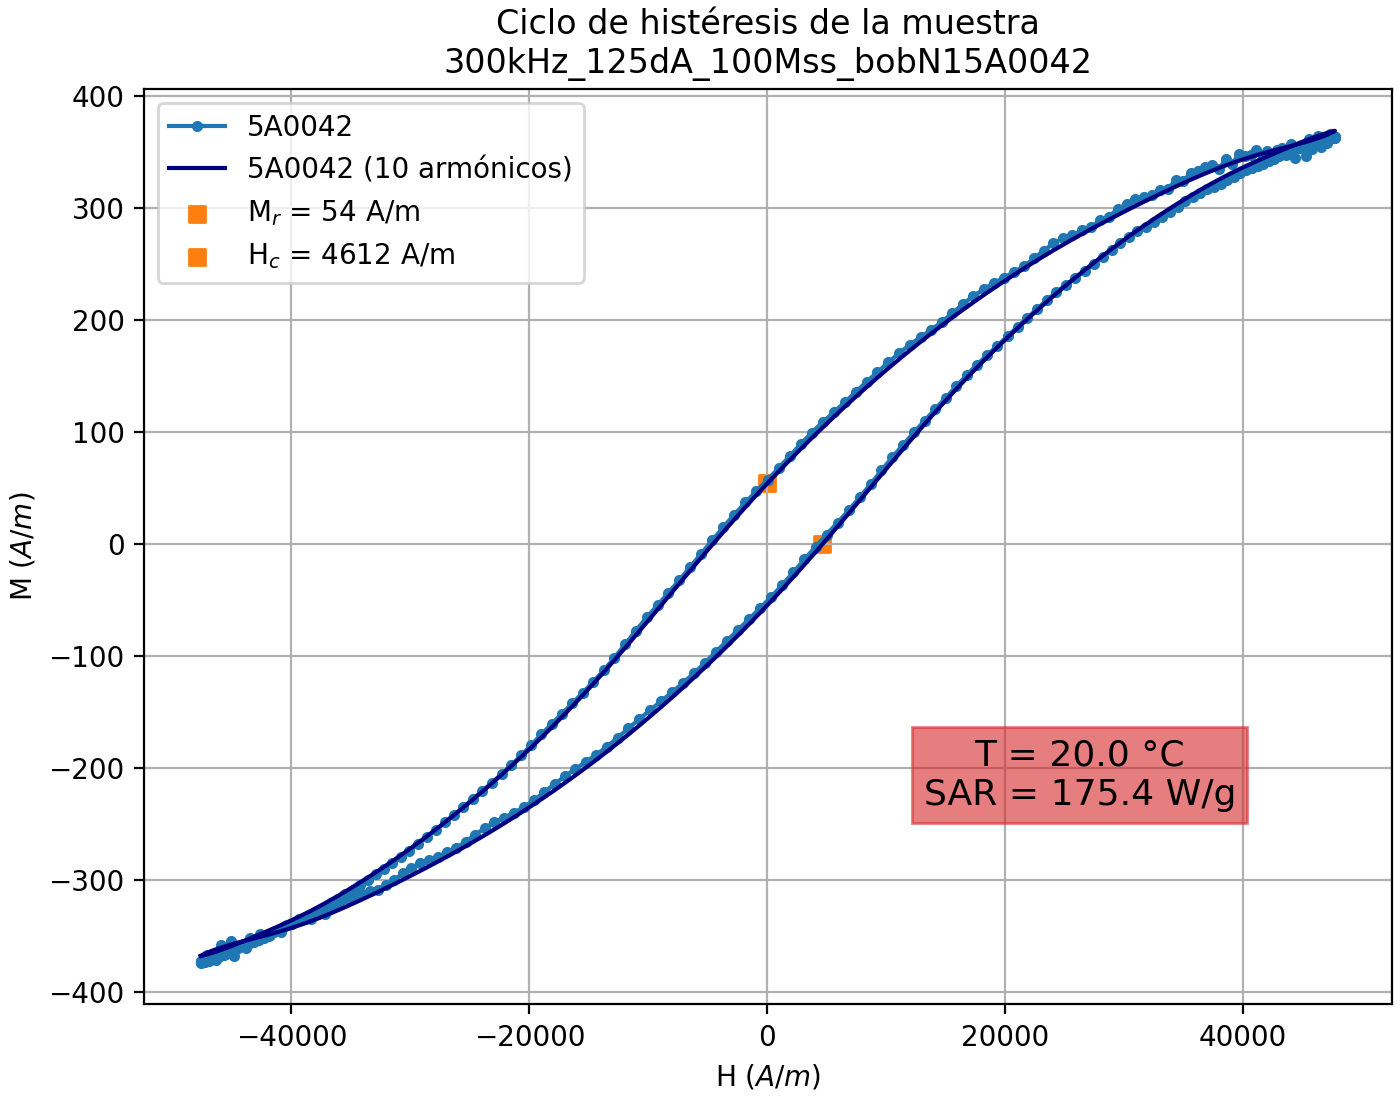 Ciclo de histéresis de la muestra
300kHz_125dA_100Mss_bobN15A0042
5A0042
5A0042 (10 armónicos)
Mr = 54 A/m
Hc = 4612 A/m
400
300
200
100
0
−100
−200
−300
−400
M (A/m)
T = 20.0 °C
SAR = 175.4 W/g
−40000
−20000
0
20000
40000
H (A/m)